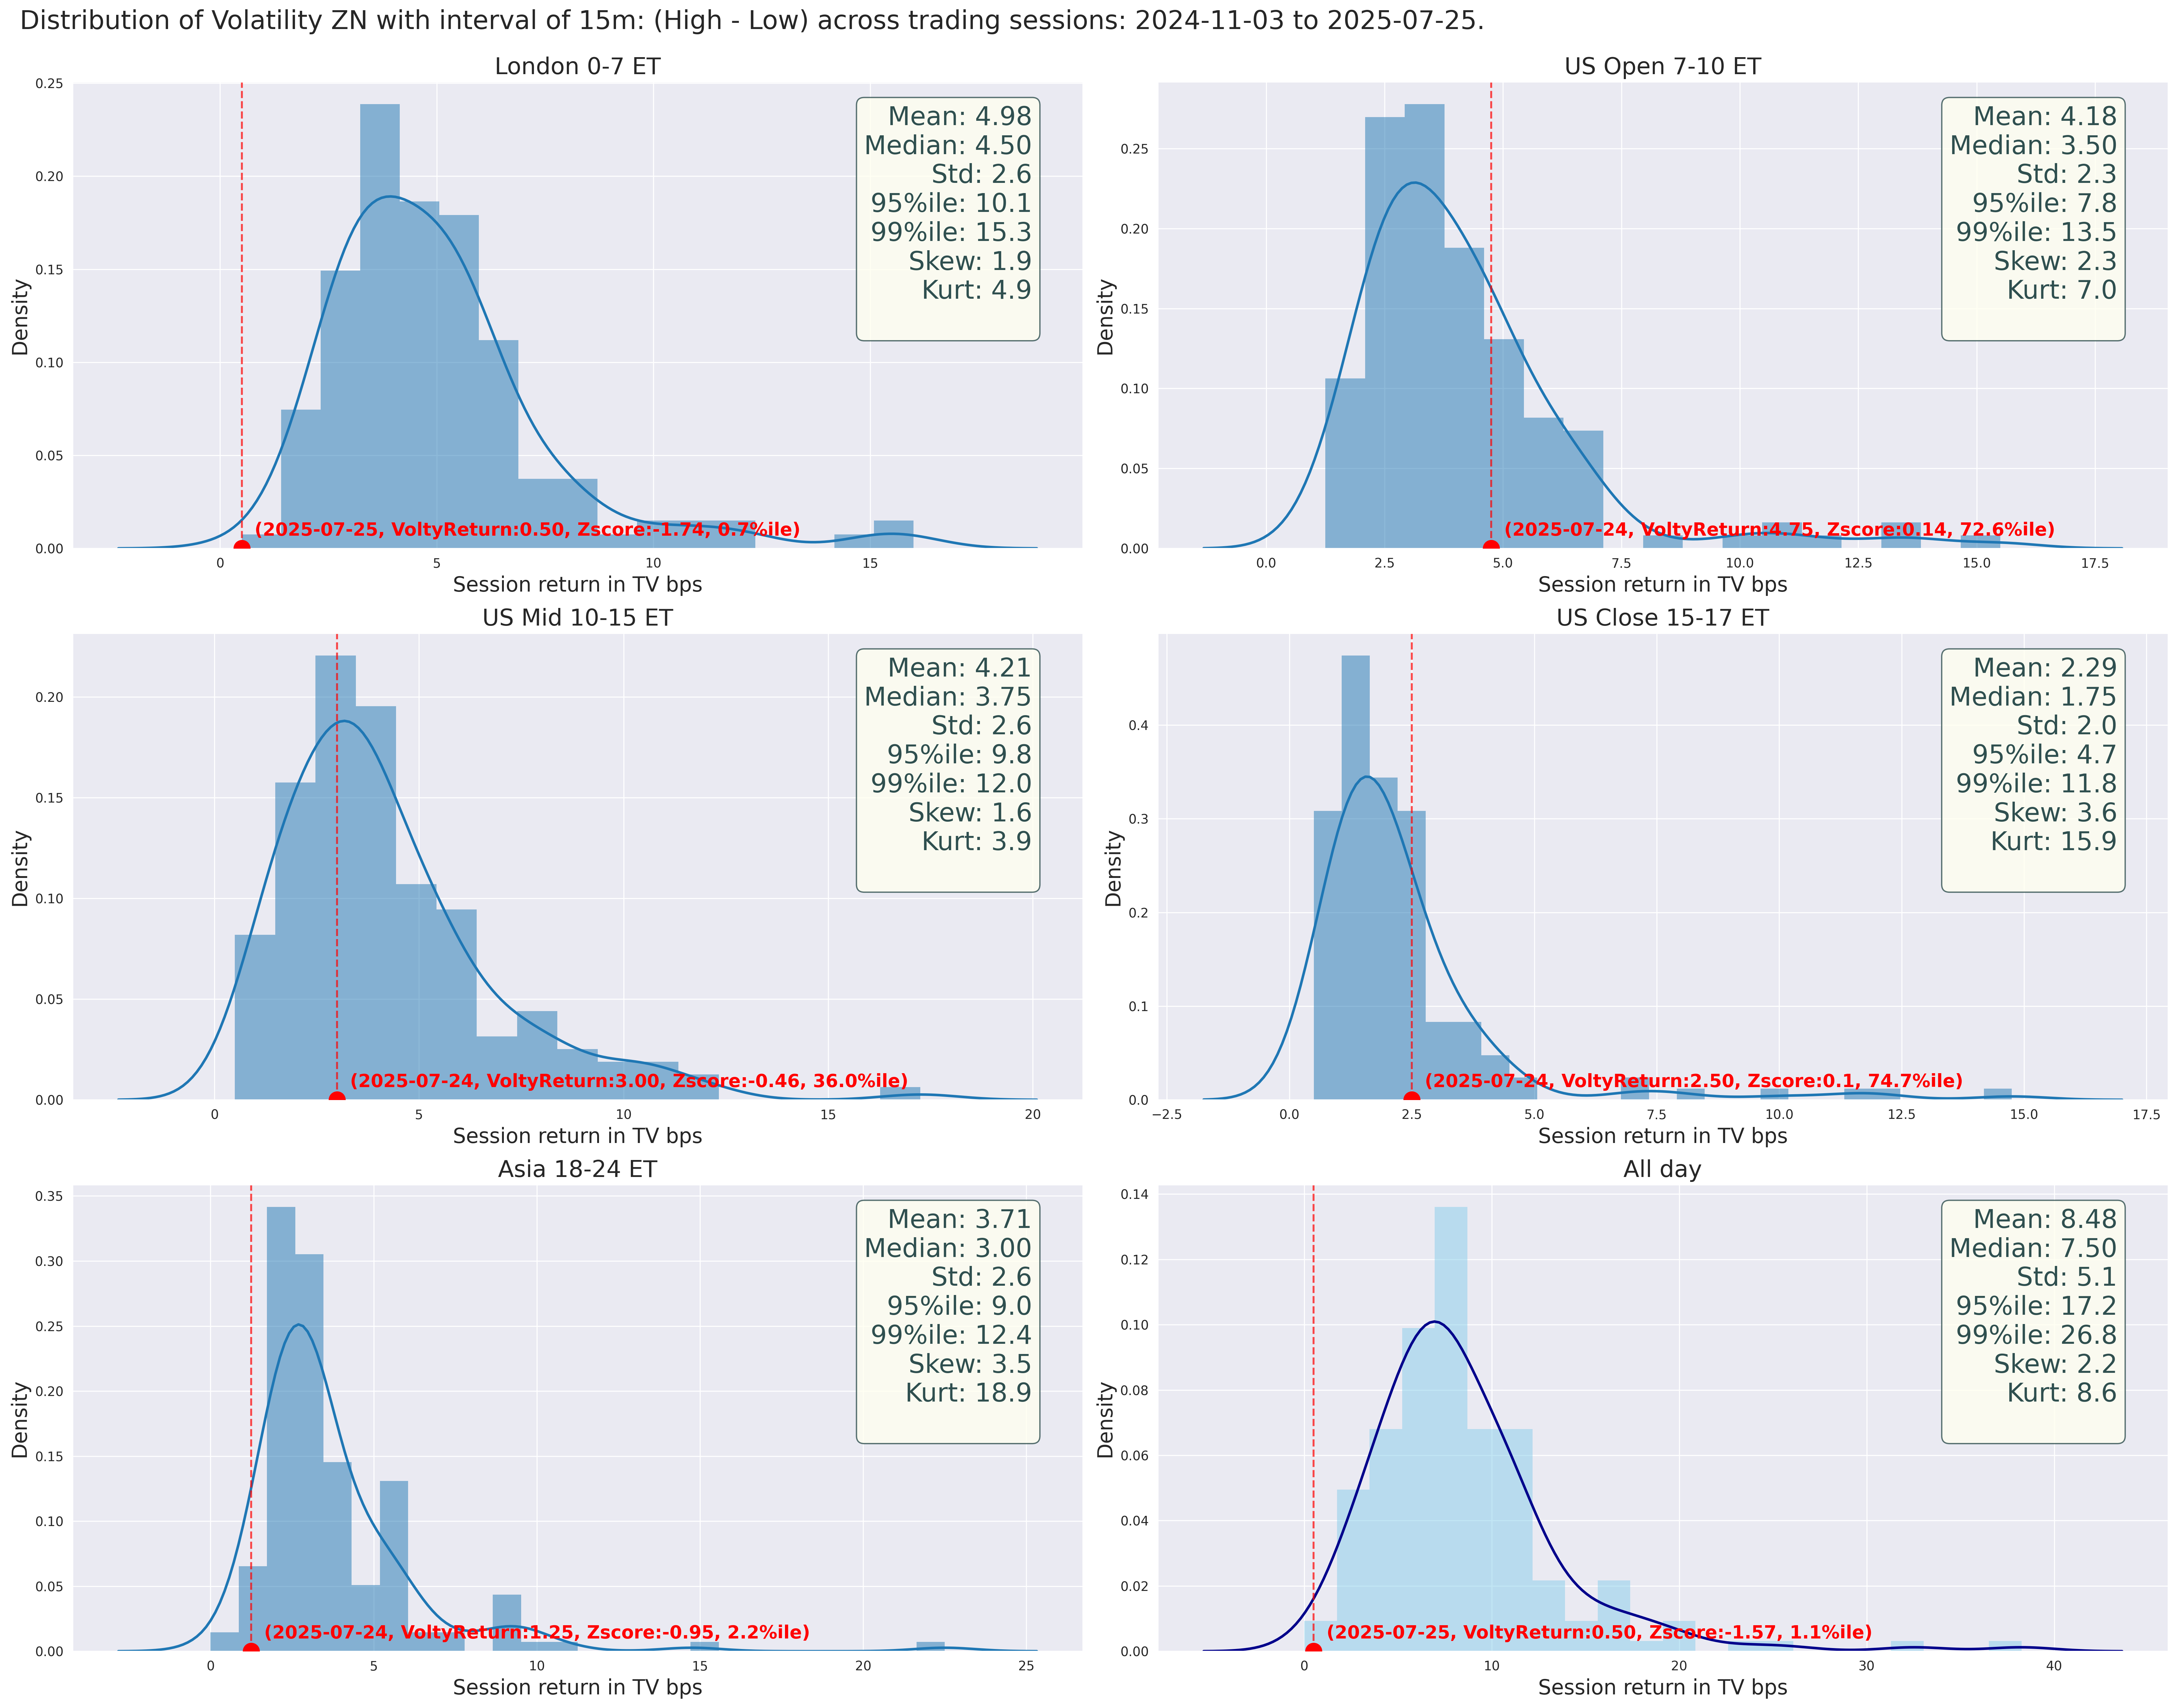 Distribution of Volatility ZN with interval of 15m: (High - Low) across trading sessions: 2024-11-03 to 2025-07-25.
London 0-7 ET
Density
0.25
0.20
0.15
0.10
0.05
0.00
Mean: 4.98
Median: 4.50
Std: 2.6
95%ile: 10.1
99%ile: 15.3
Skew: 1.9
Kurt: 4.9
(2025-07-25, VoltyReturn:0.50, Zscore:-1.74, 0.7%ile)
0 5 10 15
Session return in TV bps
US Open 7-10 ET
Density
0.25
0.20
0.15
0.10
0.05
0.00
Mean: 4.18
Median: 3.50
Std: 2.3
95%ile: 7.8
99%ile: 13.5
Skew: 2.3
Kurt: 7.0
(2025-07-24, VoltyReturn:4.75, Zscore:0.14, 72.6%ile)
0.0 2.5 5.0 7.5 10.0 12.5 15.0 17.5
Session return in TV bps
US Mid 10-15 ET
Density
0.20
0.15
0.10
0.05
0.00
Mean: 4.21
Median: 3.75
Std: 2.6
95%ile: 9.8
99%ile: 12.0
Skew: 1.6
Kurt: 3.9
(2025-07-24, VoltyReturn:3.00, Zscore:-0.46, 36.0%ile)
0 5 10 15 20
Session return in TV bps
US Close 15-17 ET
Density
0.4
0.3
0.2
0.1
0.0
Mean: 2.29
Median: 1.75
Std: 2.0
95%ile: 4.7
99%ile: 11.8
Skew: 3.6
Kurt: 15.9
(2025-07-24, VoltyReturn:2.50, Zscore:0.1, 74.7%ile)
−2.5 0.0 2.5 5.0 7.5 10.0 12.5 15.0 17.5
Session return in TV bps
Asia 18-24 ET
Density
0.35
0.30
0.25
0.20
0.15
0.10
0.05
0.00
Mean: 3.71
Median: 3.00
Std: 2.6
95%ile: 9.0
99%ile: 12.4
Skew: 3.5
Kurt: 18.9
(2025-07-24, VoltyReturn:1.25, Zscore:-0.95, 2.2%ile)
0 5 10 15 20 25
Session return in TV bps
All day
Density
0.14
0.12
0.10
0.08
0.06
0.04
0.02
0.00
Mean: 8.48
Median: 7.50
Std: 5.1
95%ile: 17.2
99%ile: 26.8
Skew: 2.2
Kurt: 8.6
(2025-07-25, VoltyReturn:0.50, Zscore:-1.57, 1.1%ile)
0 10 20 30 40
Session return in TV bps